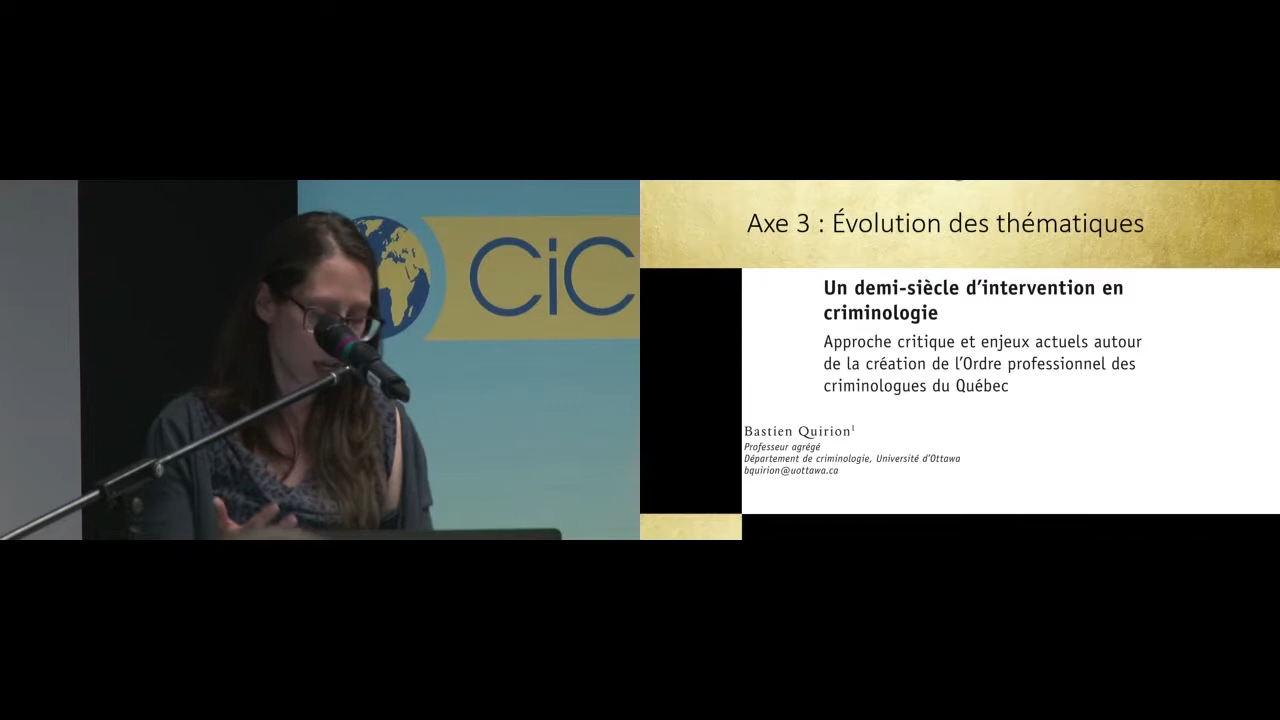 CiC
Axe 3 : Évolution des thématiques
Un demi-siècle d'intervention en
criminologie
Approche critique et enjeux actuels autour
de la création de l'Ordre professionnel des
criminologues du Québec
Bastien Quirion¹
Professeur agrégé
Département de criminologie, Université d'Ottawa
bquirion@uottawa.ca